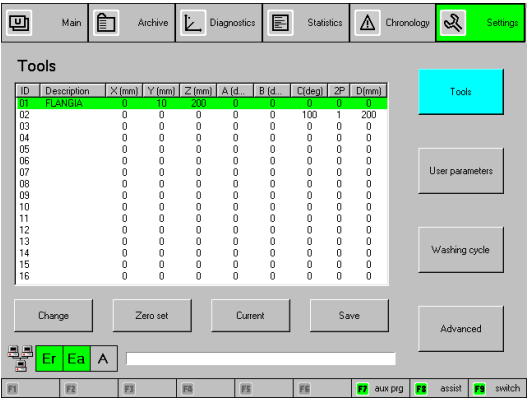 Main Archive Diagnostics Statistics Chronology Settings
Tools
ID Description X (mm) Y (mm) Z (mm) A (d... B (d... C(deg) 2P D(mm)
01 FLANGIA 0 10 200 0 0 0 0 0
02 0 0 0 0 0 100 1 200
03 0 0 0 0 0 0 0 0
04 0 0 0 0 0 0 0 0
05 0 0 0 0 0 0 0 0
06 0 0 0 0 0 0 0 0
07 0 0 0 0 0 0 0 0
08 0 0 0 0 0 0 0 0
09 0 0 0 0 0 0 0 0
10 0 0 0 0 0 0 0 0
11 0 0 0 0 0 0 0 0
12 0 0 0 0 0 0 0 0
13 0 0 0 0 0 0 0 0
14 0 0 0 0 0 0 0 0
15 0 0 0 0 0 0 0 0
16 0 0 0 0 0 0 0 0
Tools
User parameters
Washing cycle
Advanced
Change Zero set Current Save
Er Ea A
F1 F2 F3 F4 F5 F6 F7 aux prg F8 assist F9 switch